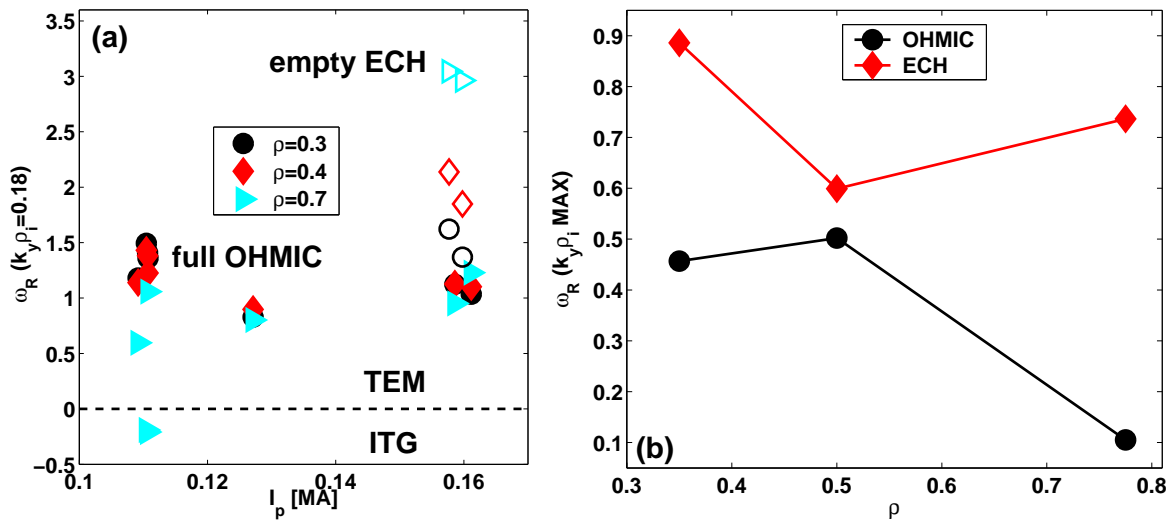 (a)
empty ECH
ρ=0.3
ρ=0.4
ρ=0.7
full OHMIC
TEM
ITG
3.5
3
2.5
2
1.5
1
0.5
0
−0.5
0.1
0.12
0.14
0.16
I_p [MA]
ω_R (k_yρ_i=0.18)
(b)
OHMIC
ECH
0.9
0.8
0.7
0.6
0.5
0.4
0.3
0.2
0.1
0.3
0.4
0.5
0.6
0.7
0.8
ρ
ω_R (k_yρ_i MAX)